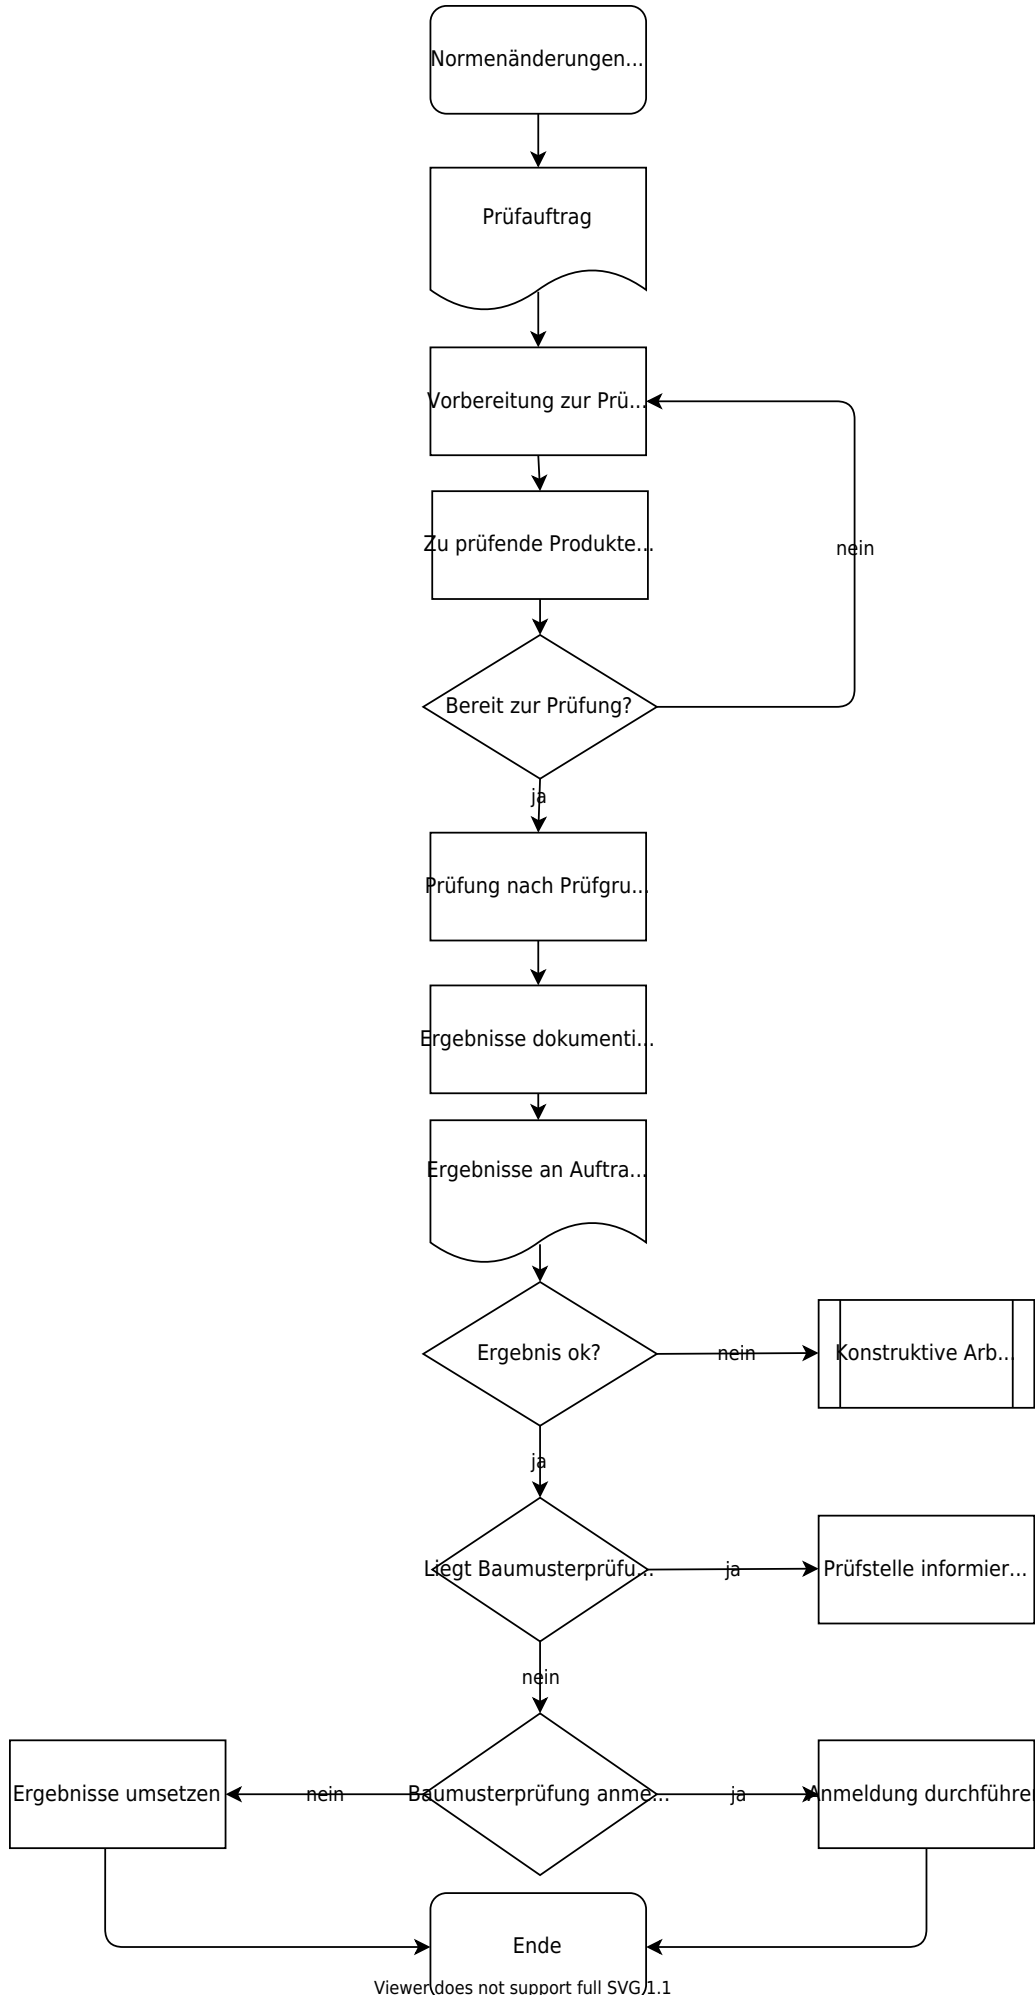 Normenänderungen...
Prüfauftrag
Vorbereitung zur Prü...
Zu prüfende Produkte...
nein
Bereit zur Prüfung?
ja
Prüfung nach Prüfgru...
Ergebnisse dokumenti...
Ergebnisse an Auftra...
Ergebnis ok?
nein
Konstruktive Arb...
ja
Liegt Baumusterprüfu...
ja
Prüfstelle informier...
nein
Ergebnisse umsetzen
nein
Baumusterprüfung anme...
ja
Anmeldung durchführen
Ende
Viewer does not support full SVG 1.1